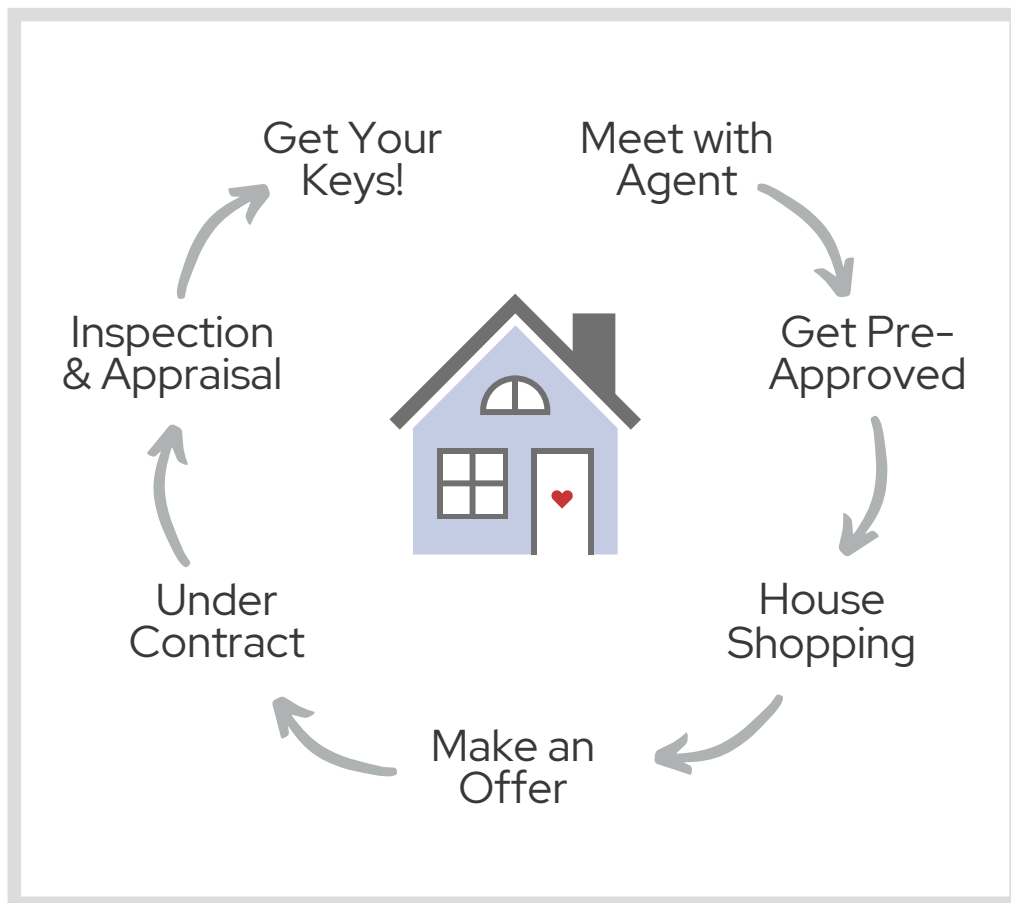 Meet with
Agent
Get Pre-
Approved
House
Shopping
Make an
Offer
Under
Contract
Inspection
& Appraisal
Get Your
Keys!